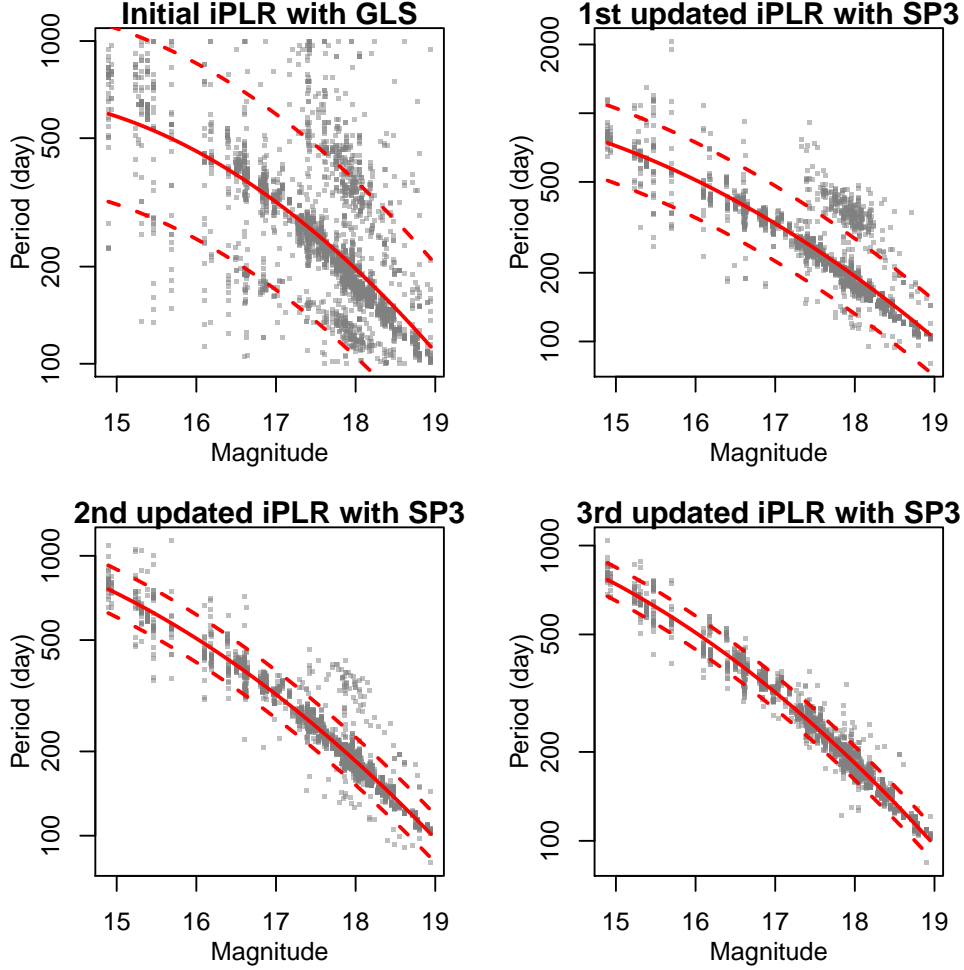 Initial iPLR with GLS
1000
500
200
100
Period (day)
15 16 17 18 19
Magnitude
1st updated iPLR with SP3
2000
500
200
100
Period (day)
15 16 17 18 19
Magnitude
2nd updated iPLR with SP3
1000
500
200
100
Period (day)
15 16 17 18 19
Magnitude
3rd updated iPLR with SP3
1000
500
200
100
Period (day)
15 16 17 18 19
Magnitude